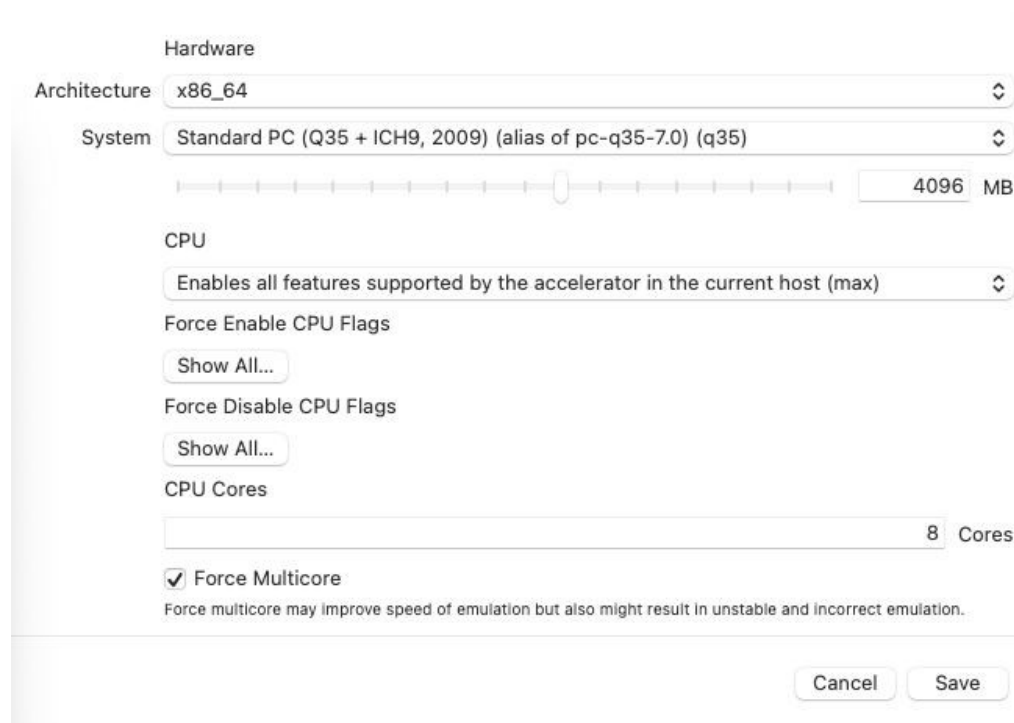 Hardware
Architecture x86_64
System Standard PC (Q35 + ICH9, 2009) (alias of pc-q35-7.0) (q35)
4096 MB
CPU
Enables all features supported by the accelerator in the current host (max)
Force Enable CPU Flags
Show All...
Force Disable CPU Flags
Show All...
CPU Cores
8 Cores
Force Multicore
Force multicore may improve speed of emulation but also might result in unstable and incorrect emulation.
Cancel Save